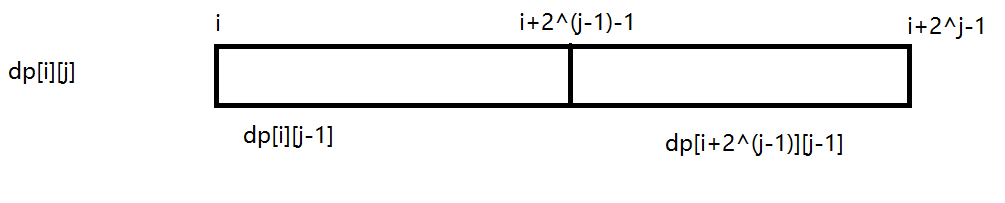 i
i+2^(j-1)-1
i+2^j-1
dp[i][j]
dp[i][j-1]
dp[i+2^(j-1)][j-1]